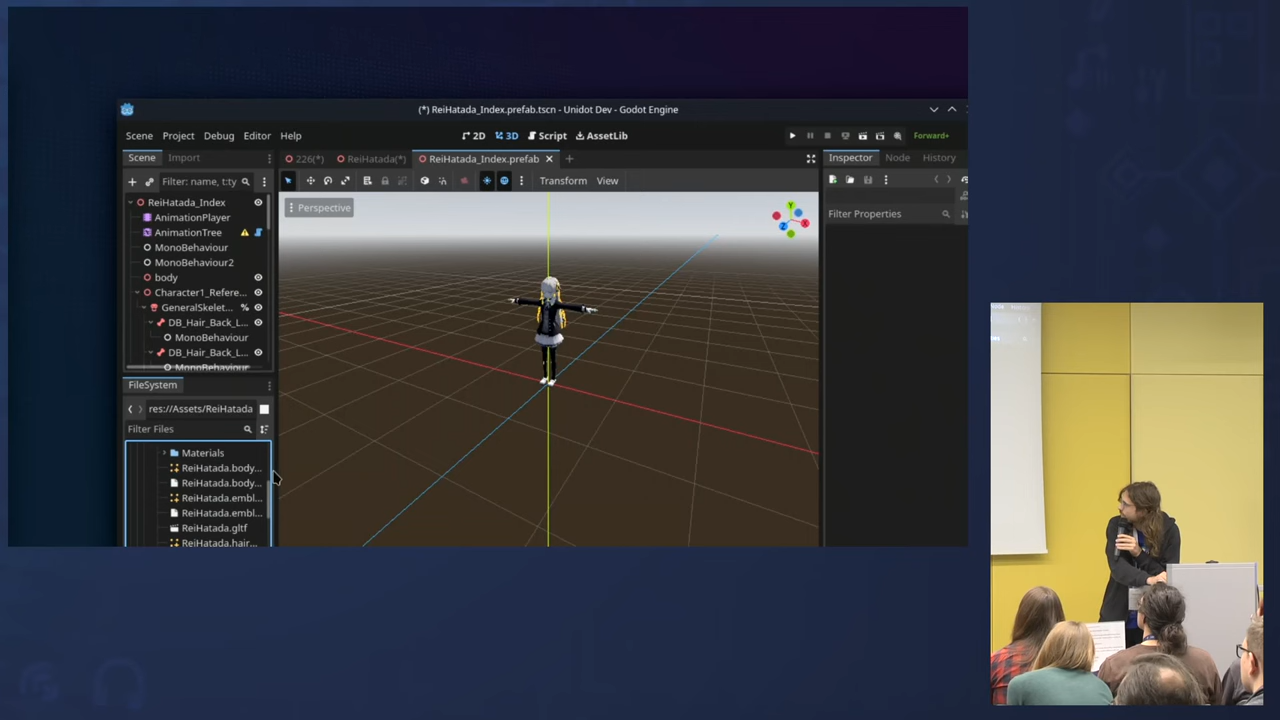 (*) ReiHatada_Index.prefab.tscn - Unidot Dev - Godot Engine
Scene Project Debug Editor Help
2D 3D Script AssetLib
Forward+
Scene Import
226(*) ReiHatada(*) ReiHatada_Index.prefab
Inspector Node History
Filter: name, t:ty
Transform View
Perspective
Filter Properties
ReiHatada_Index
AnimationPlayer
AnimationTree
MonoBehaviour
MonoBehaviour2
body
Character1_Refere...
GeneralSkelet...
DB_Hair_Back_L...
MonoBehaviour
DB_Hair_Back_L...
MonoBehaviour
Y
X
Z
FileSystem
res://Assets/ReiHatada
Filter Files
Materials
ReiHatada.body...
ReiHatada.body...
ReiHatada.embl...
ReiHatada.embl...
ReiHatada.gltf
ReiHatada.hair...